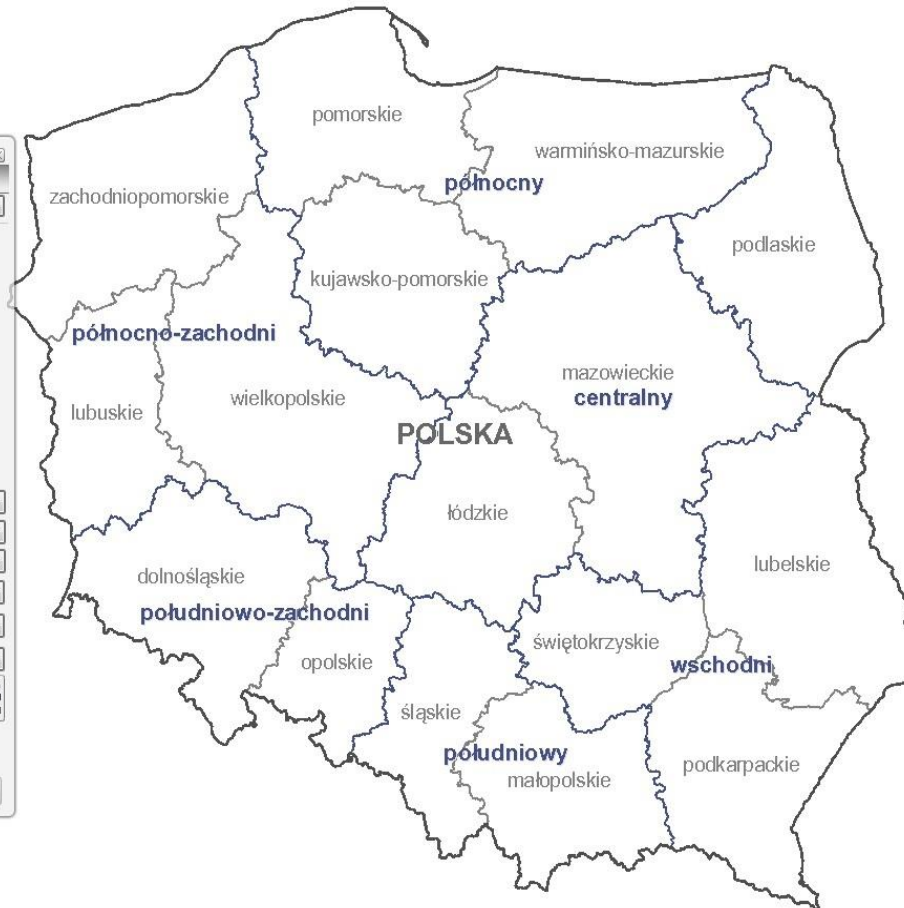 pomorskie
warmińsko-mazurskie
północny
zachodniopomorskie
podlaskie
kujawsko-pomorskie
północno-zachodni
mazowieckie
centralny
lubuskie
wielkopolskie
POLSKA
łódzkie
lubelskie
dolnośląskie
południowo-zachodni
świętokrzyskie
opolskie
wschodni
śląskie
południowy
małopolskie
podkarpackie